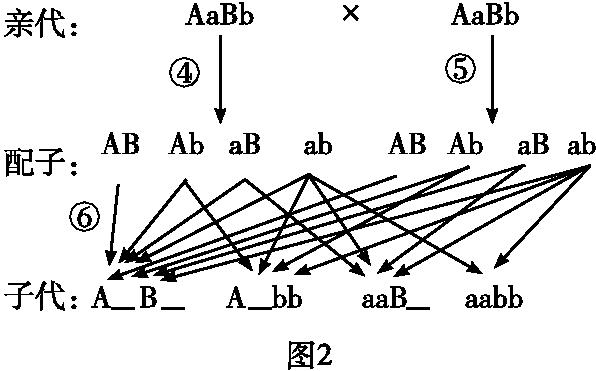 亲代: AaBb × AaBb
④ ⑤
配子: AB Ab aB ab AB Ab aB ab
⑥
子代: A_B_ A_bb aaB_ aabb
图2